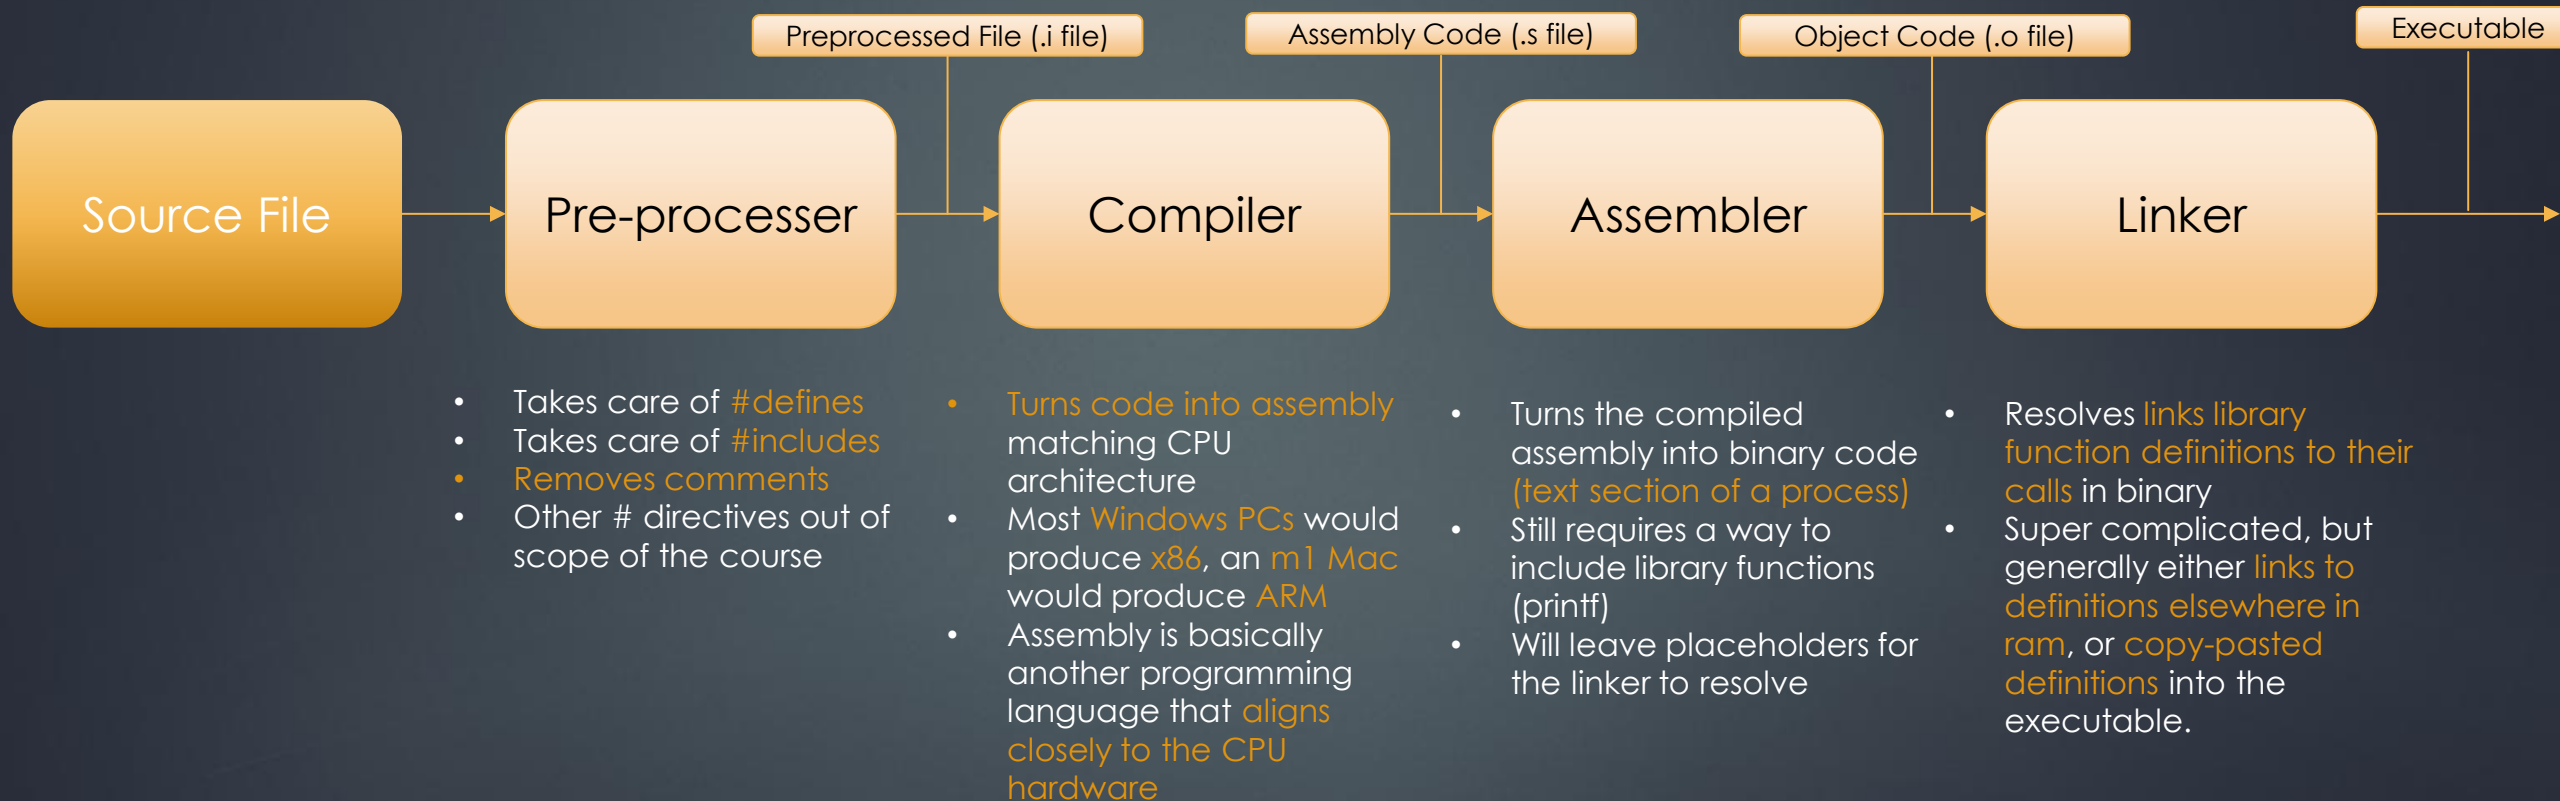 Preprocessed File (.i file)
Assembly Code (.s file)
Object Code (.o file)
Executable
Source File
Pre-processer
Compiler
Assembler
Linker
• Takes care of #defines
• Takes care of #includes
• Removes comments
• Other # directives out of
scope of the course
• Turns code into assembly
matching CPU
architecture
• Most Windows PCs would
produce x86, an m1 Mac
would produce ARM
• Assembly is basically
another programming
language that aligns
closely to the CPU
hardware
• Turns the compiled
assembly into binary code
(text section of a process)
• Still requires a way to
include library functions
(printf)
• Will leave placeholders for
the linker to resolve
• Resolves links library
function definitions to their
calls in binary
• Super complicated, but
generally either links to
definitions elsewhere in
ram, or copy-pasted
definitions into the
executable.